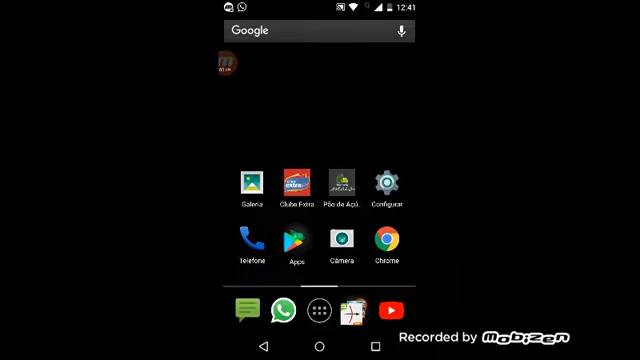 12:41
Google
Galeria
Clube Extra
Pão de Açú..
Configurar
Telefone
Apps
Câmera
Chrome
Recorded by Mobizen